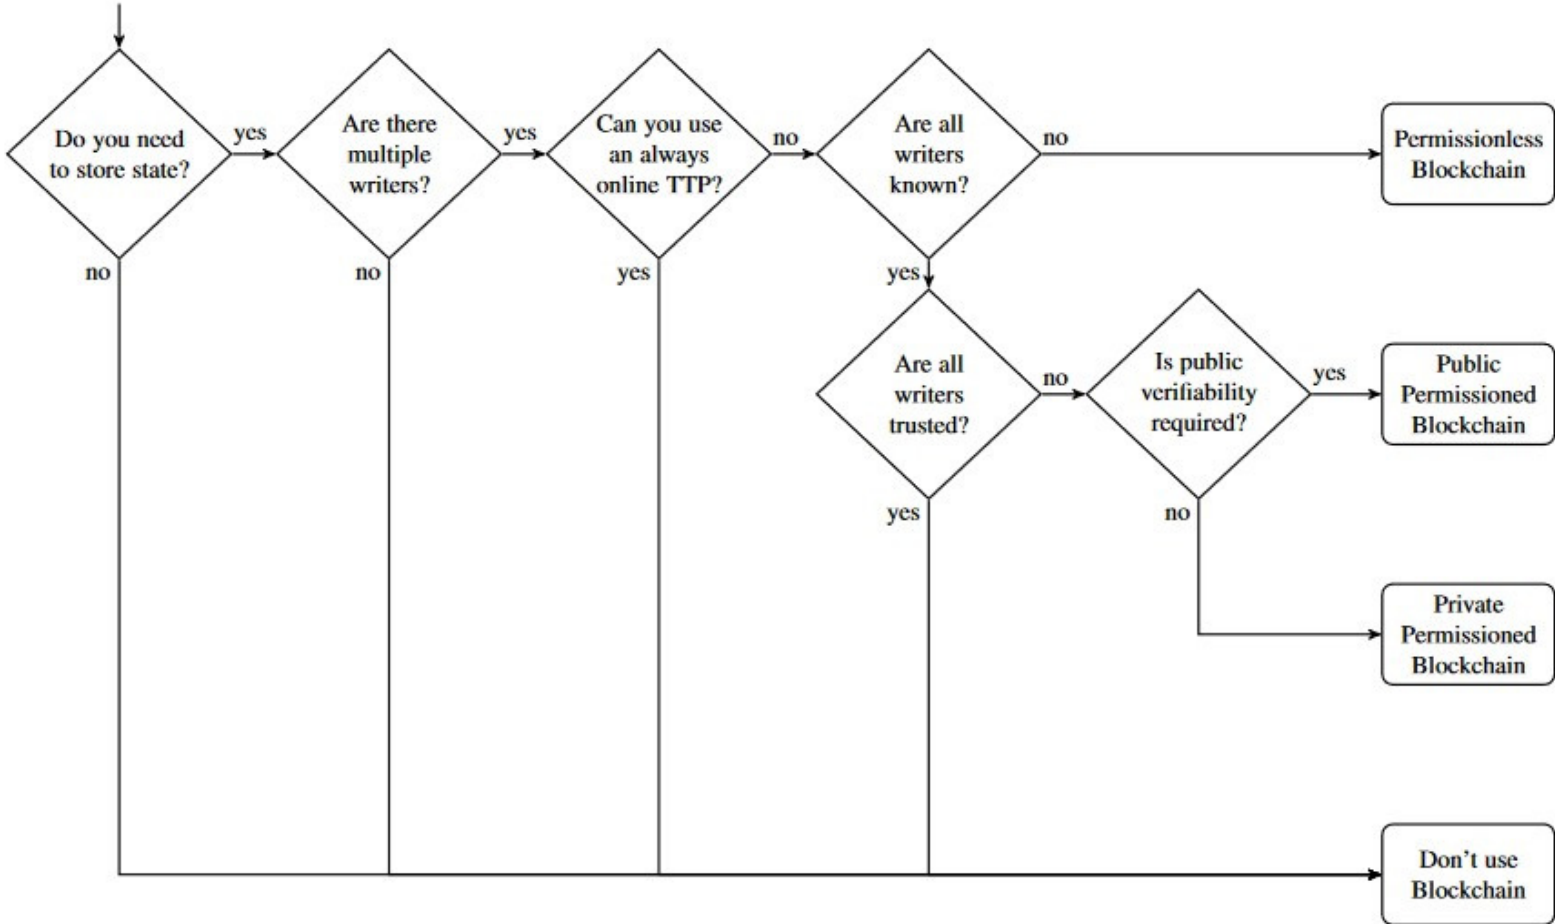 Do you need
to store state?
yes
no
Are there
multiple
writers?
yes
no
Can you use
an always
online TTP?
no
yes
Are all
writers
known?
no
yes
Permissionless
Blockchain
Are all
writers
trusted?
no
yes
Is public
verifiability
required?
yes
no
Public
Permissioned
Blockchain
Private
Permissioned
Blockchain
Don't use
Blockchain